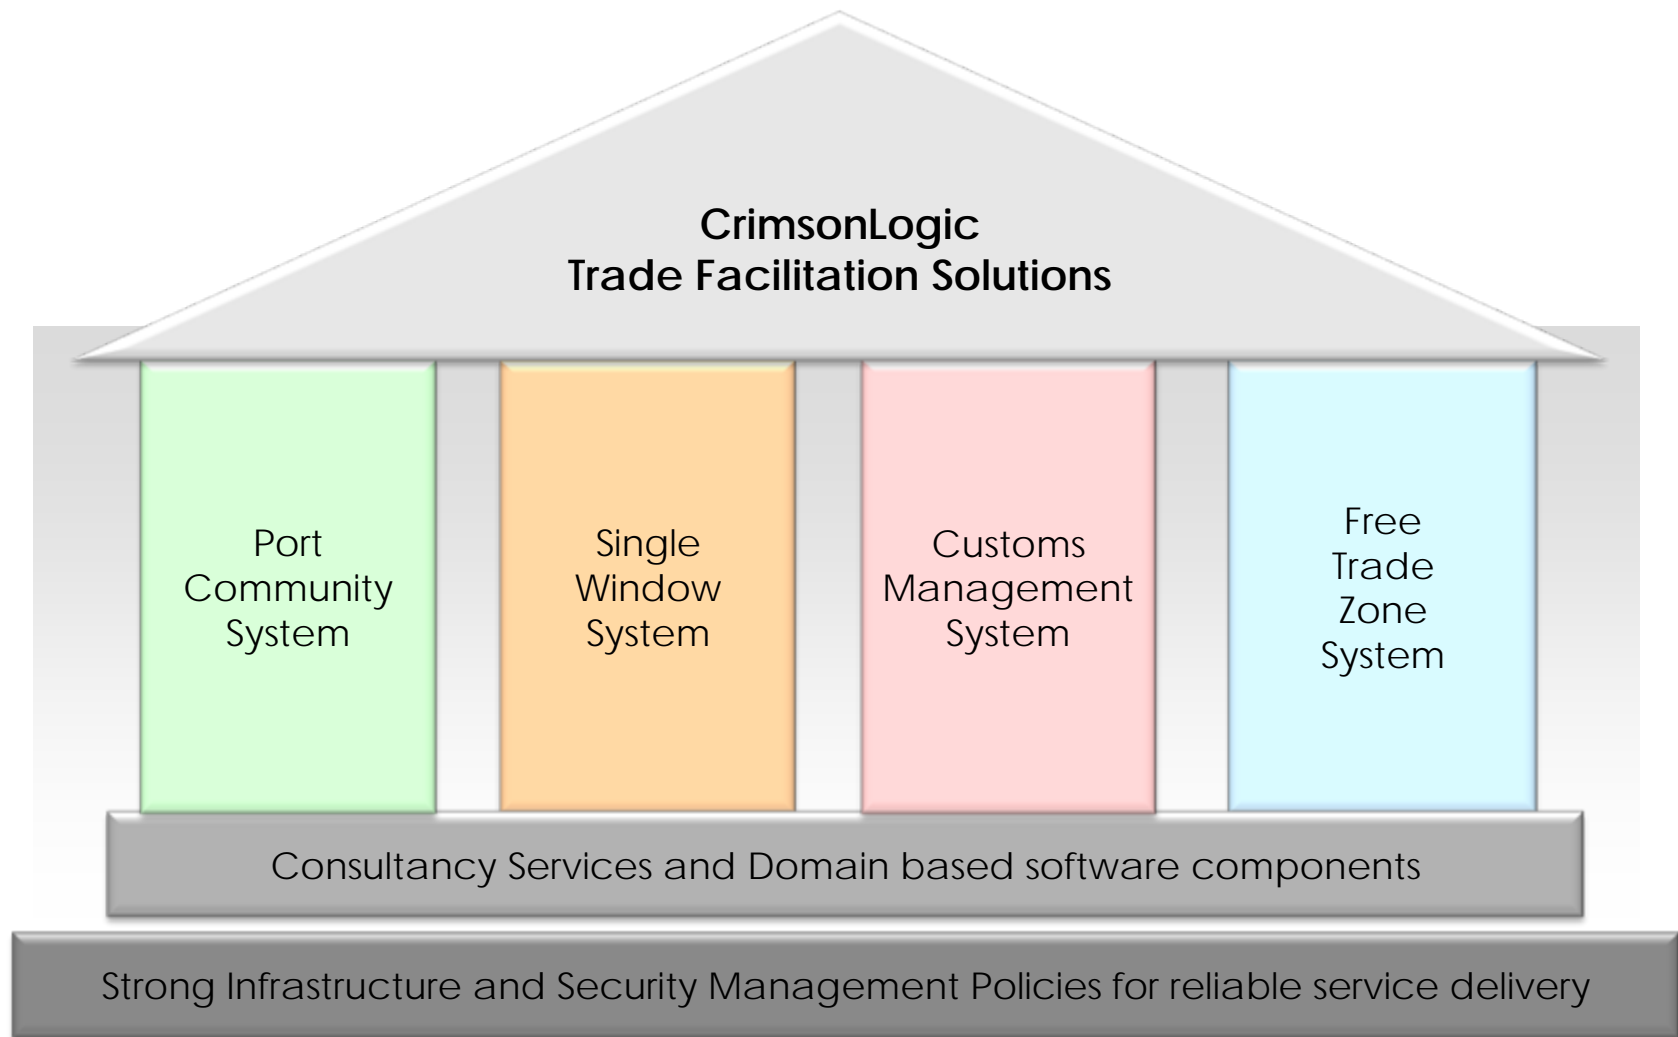 CrimsonLogic
Trade Facilitation Solutions
Port
Community
System
Single
Window
System
Customs
Management
System
Free
Trade
Zone
System
Consultancy Services and Domain based software components
Strong Infrastructure and Security Management Policies for reliable service delivery